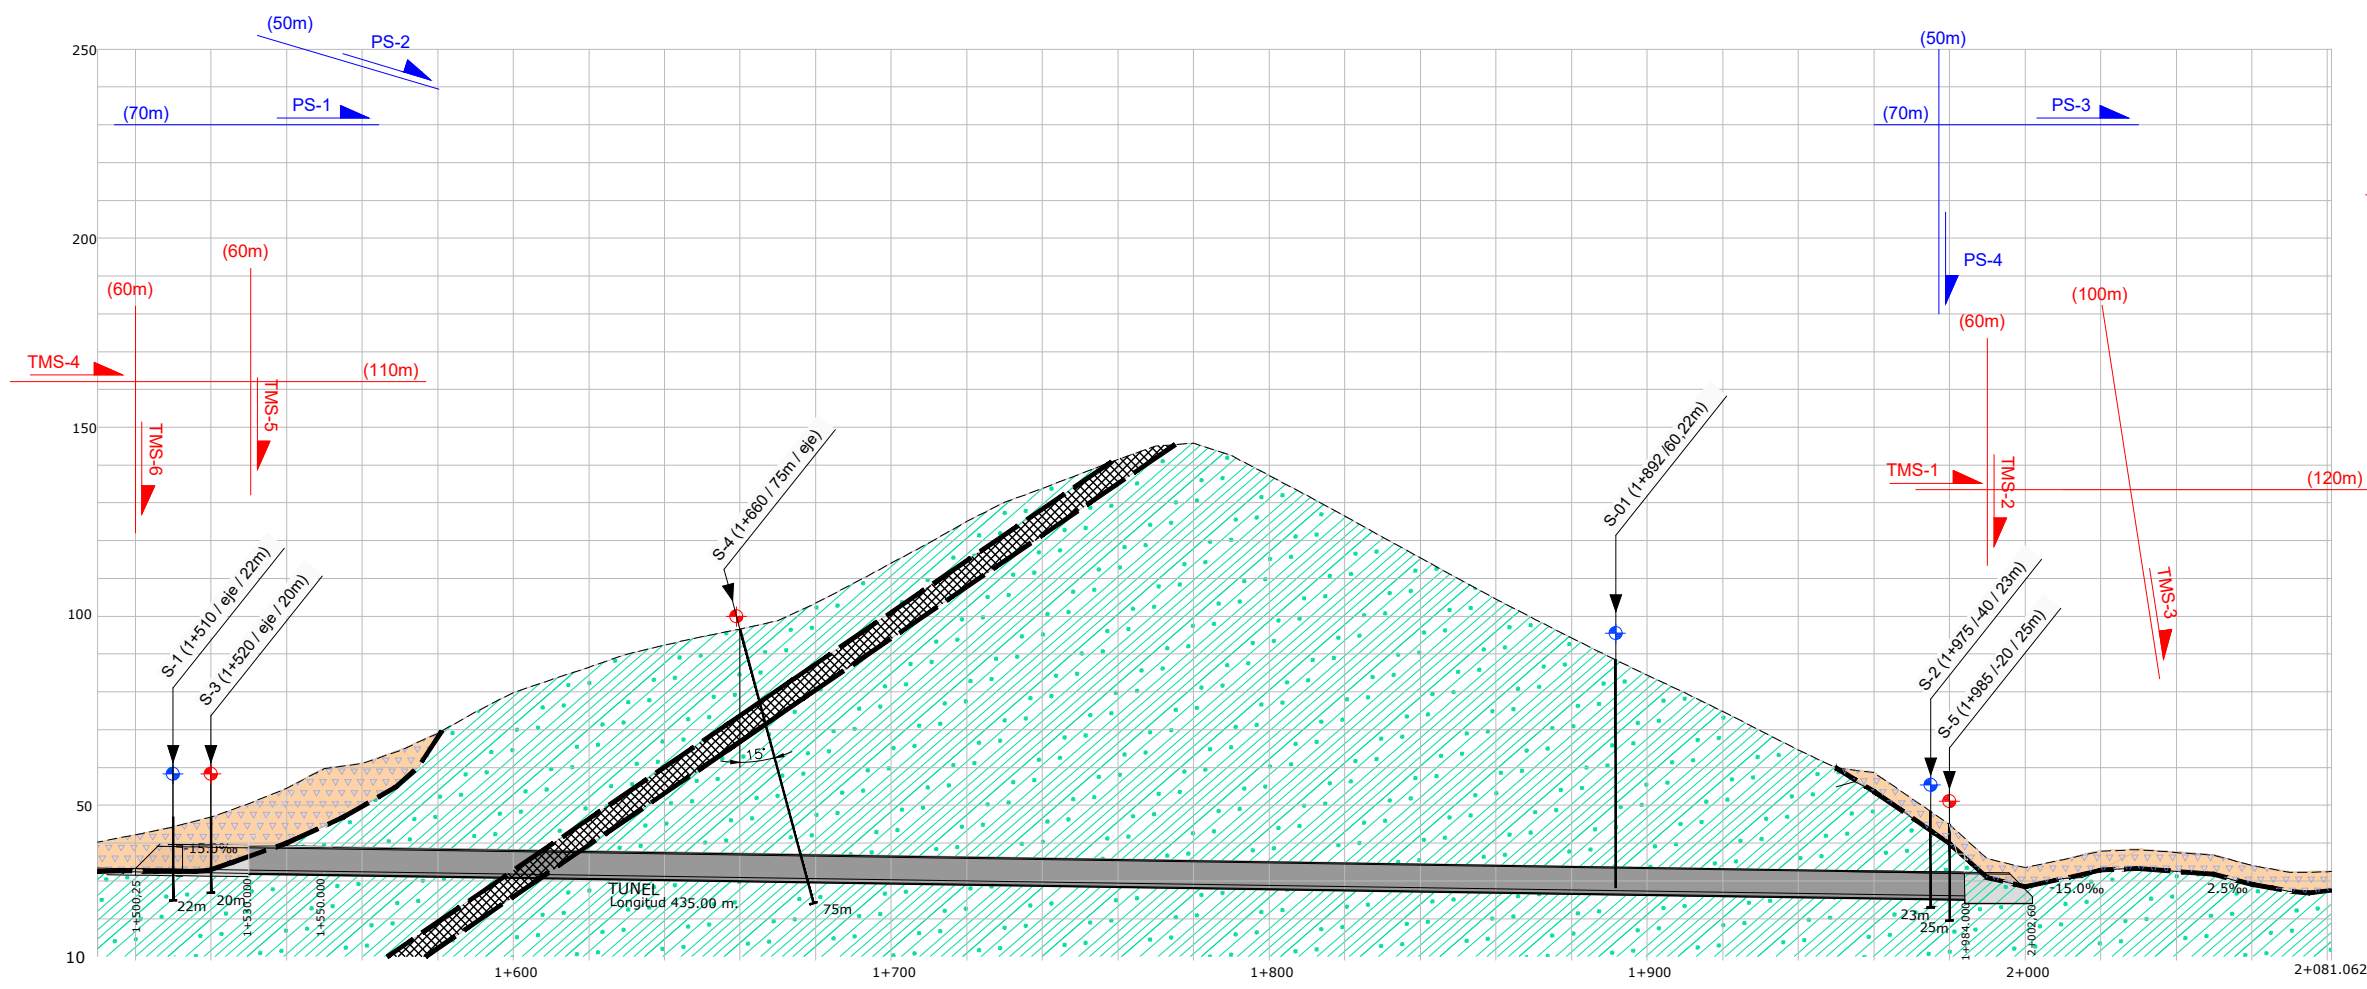 (50m)
PS-2
PS-1
(70m)
(50m)
PS-3
(70m)
PS-4
250
200
150
100
50
10
(60m)
(60m)
TMS-4
(110m)
TMS-5
TMS-6
(100m)
(60m)
TMS-1
TMS-2
(120m)
TMS-3
S-1 (1+510 / eje / 22m)
S-3 (1+520 / eje / 20m)
S-4 (1+660 / 75m / eje)
S-01 (1+892 /60,22m)
S-2 (1+975 /-40 / 23m)
S-5 (1+985 /-20 / 25m)
15°
-15.0‰
TUNEL
Longitud 435.00 m.
22m
20m
75m
23m
25m
-15.0‰
2.5‰
1+500,25
1+530.000
1+550.000
1+984.000
2+002,60
1+600
1+700
1+800
1+900
2+000
2+081.062